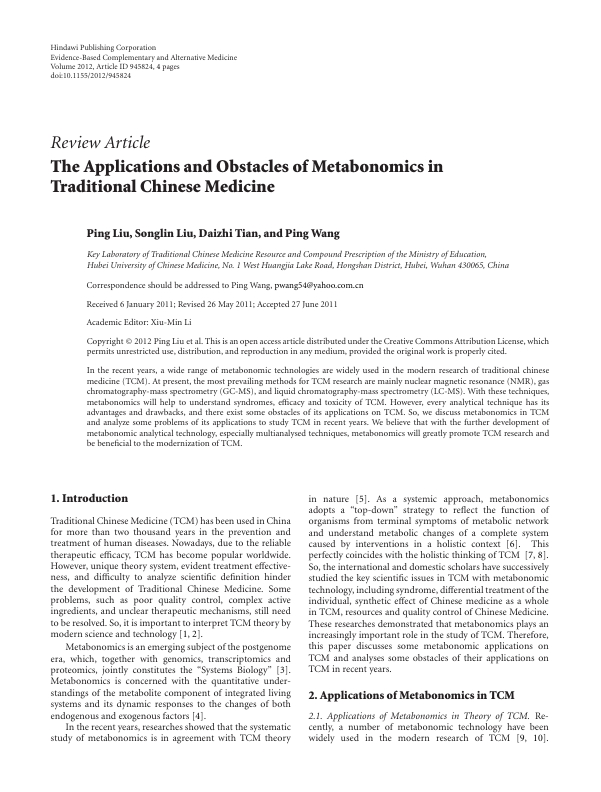 Hindawi Publishing Corporation
Evidence-Based Complementary and Alternative Medicine
Volume 2012, Article ID 945824, 4 pages
doi:10.1155/2012/945824
Review Article
The Applications and Obstacles of Metabonomics in
Traditional Chinese Medicine
Ping Liu, Songlin Liu, Daizhi Tian, and Ping Wang
Key Laboratory of Traditional Chinese Medicine Resource and Compound Prescription of the Ministry of Education,
Hubei University of Chinese Medicine, No. 1 West Huangjia Lake Road, Hongshan District, Hubei, Wuhan 430065, China
Correspondence should be addressed to Ping Wang, pwang54@yahoo.com.cn
Received 6 January 2011; Revised 26 May 2011; Accepted 27 June 2011
Academic Editor: Xiu-Min Li
Copyright © 2012 Ping Liu et al. This is an open access article distributed under the Creative Commons Attribution License, which
permits unrestricted use, distribution, and reproduction in any medium, provided the original work is properly cited.
In the recent years, a wide range of metabonomic technologies are widely used in the modern research of traditional chinese
medicine (TCM). At present, the most prevailing methods for TCM research are mainly nuclear magnetic resonance (NMR), gas
chromatography-mass spectrometry (GC-MS), and liquid chromatography-mass spectrometry (LC-MS). With these techniques,
metabonomics will help to understand syndromes, efficacy and toxicity of TCM. However, every analytical technique has its
advantages and drawbacks, and there exist some obstacles of its applications on TCM. So, we discuss metabonomics in TCM
and analyze some problems of its applications to study TCM in recent years. We believe that with the further development of
metabonomic analytical technology, especially multianalysed techniques, metabonomics will greatly promote TCM research and
be beneficial to the modernization of TCM.
1. Introduction
Traditional Chinese Medicine (TCM) has been used in China
for more than two thousand years in the prevention and
treatment of human diseases. Nowadays, due to the reliable
therapeutic efficacy, TCM has become popular worldwide.
However, unique theory system, evident treatment effective-
ness, and difficulty to analyze scientific definition hinder
the development of Traditional Chinese Medicine. Some
problems, such as poor quality control, complex active
ingredients, and unclear therapeutic mechanisms, still need
to be resolved. So, it is important to interpret TCM theory by
modern science and technology [1, 2].
Metabonomics is an emerging subject of the postgenome
era, which, together with genomics, transcriptomics and
proteomics, jointly constitutes the “Systems Biology” [3].
Metabonomics is concerned with the quantitative under-
standings of the metabolite component of integrated living
systems and its dynamic responses to the changes of both
endogenous and exogenous factors [4].
In the recent years, researches showed that the systematic
study of metabonomics is in agreement with TCM theory
in nature [5]. As a systemic approach, metabonomics
adopts a “top-down” strategy to reflect the function of
organisms from terminal symptoms of metabolic network
and understand metabolic changes of a complete system
caused by interventions in a holistic context [6]. This
perfectly coincides with the holistic thinking of TCM [7, 8].
So, the international and domestic scholars have successively
studied the key scientific issues in TCM with metabonomic
technology, including syndrome, differential treatment of the
individual, synthetic effect of Chinese medicine as a whole
in TCM, resources and quality control of Chinese Medicine.
These researches demonstrated that metabonomics plays an
increasingly important role in the study of TCM. Therefore,
this paper discusses some metabonomic applications on
TCM and analyses some obstacles of their applications on
TCM in recent years.
2. Applications of Metabonomics in TCM
2.1. Applications of Metabonomics in Theory of TCM. Re-
cently, a number of metabonomic technology have been
widely used in the modern research of TCM [9, 10].